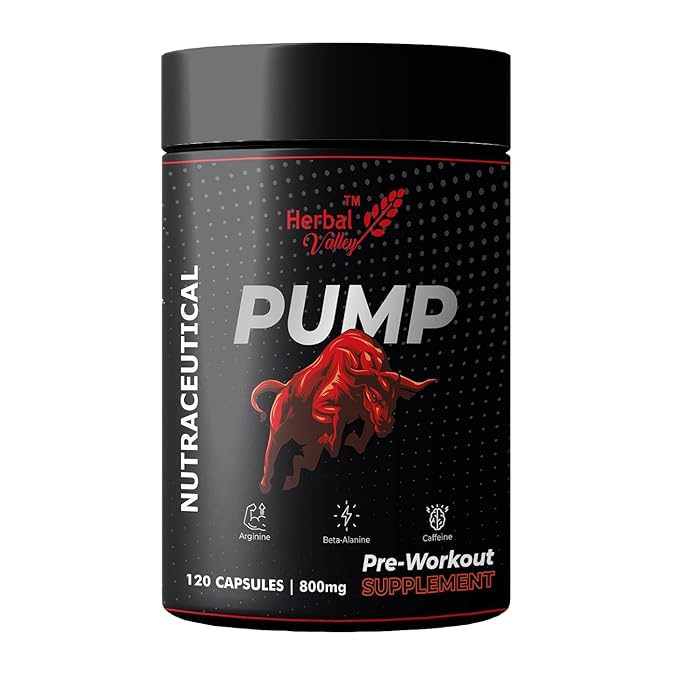 TM
Herbal
Valley
PUMP
NUTRACEUTICAL
Arginine
Beta-Alanine
Caffeine
120 CAPSULES | 800mg
Pre-Workout
SUPPLEMENT